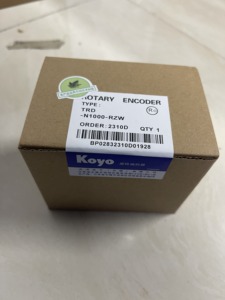 ROTARY ENCODER
TYPE:
TRD
-N1000-RZW
ORDER:2310D QTY 1
Koyo
BP02832310D01928